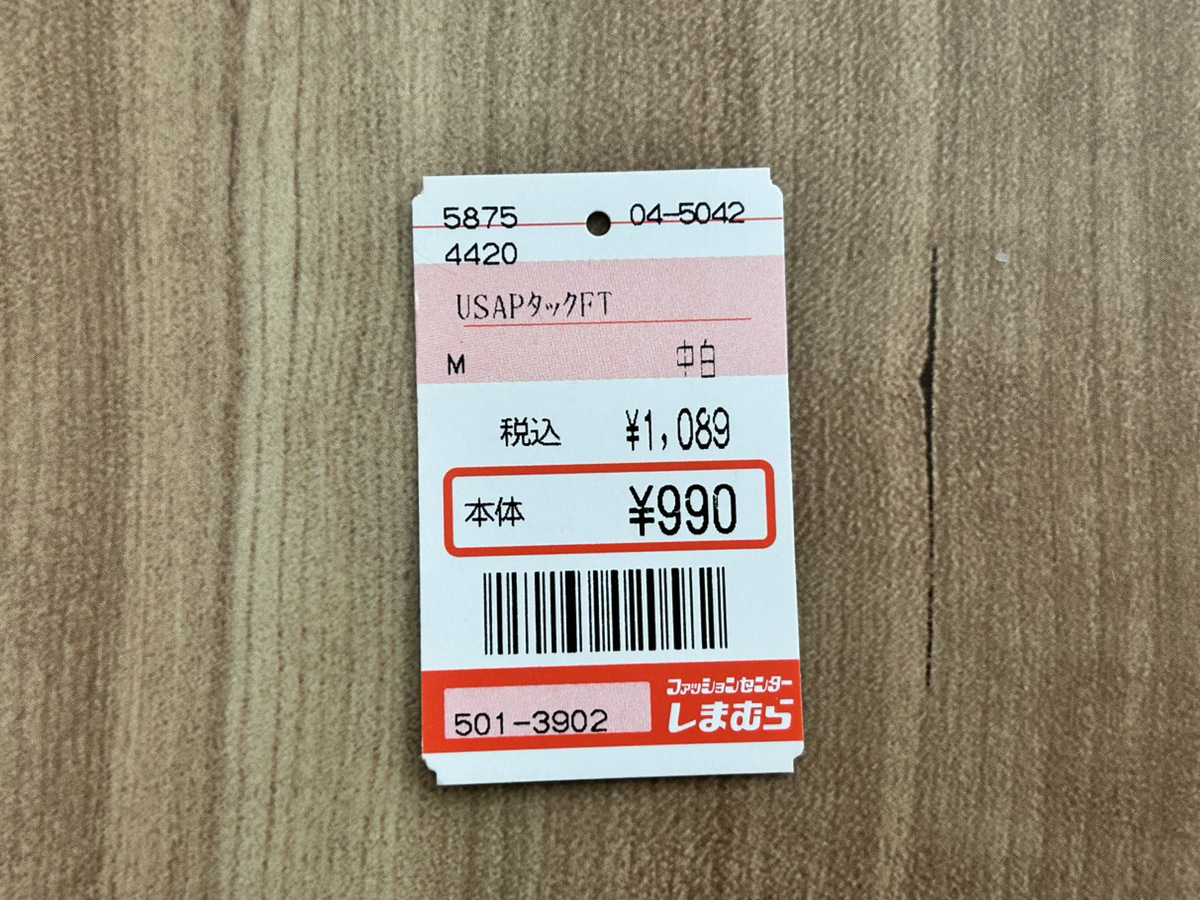 5875 04-5042
4420
USAPタックFT
M 中白
税込 ¥1,089
本体 ¥990
501-3902
ファッションセンター
しまむら